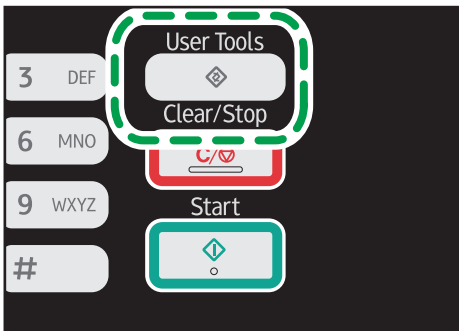 User Tools
3 DEF
Clear/Stop
6 MNO
C/
9 WXYZ
Start
#